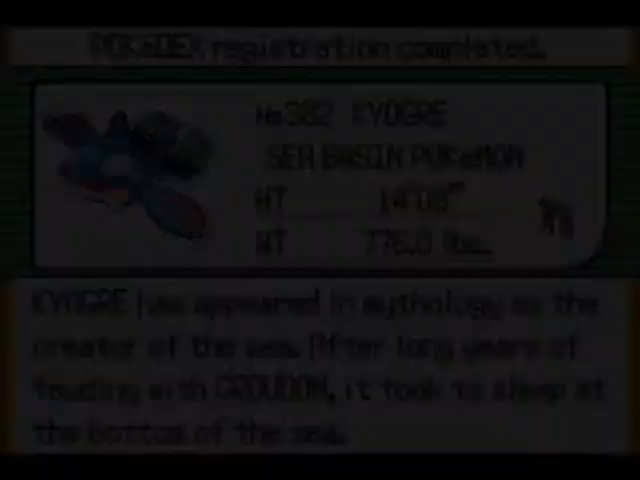 POKéDEX registration completed.
No382 KYOGRE
SEA BASIN POKéMON
HT 14'09"
WT 776.0 lbs.
KYOGRE has appeared in mythology as the
creator of the sea. After long years of
feuding with GROUDON, it took to sleep at
the bottom of the sea.